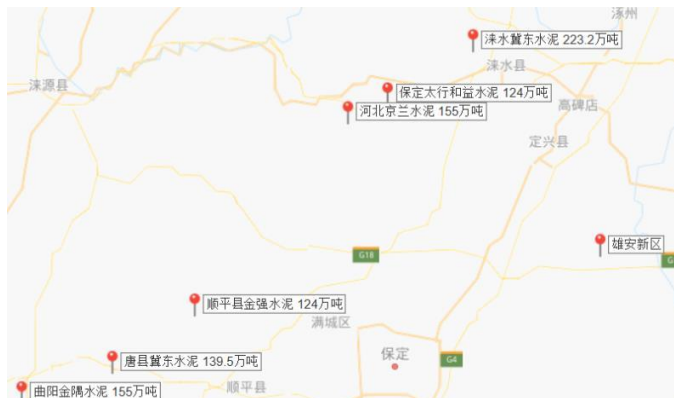 涿州
涞水冀东水泥 223.2万吨
涞水县
涞源县
保定太行和益水泥 124万吨
高碑店
河北京兰水泥 155万吨
定兴县
雄安新区
G18
G
顺平县金强水泥 124万吨
满城区
保定
G4
唐县冀东水泥 139.5万吨
顺平县
曲阳金隅水泥 155万吨